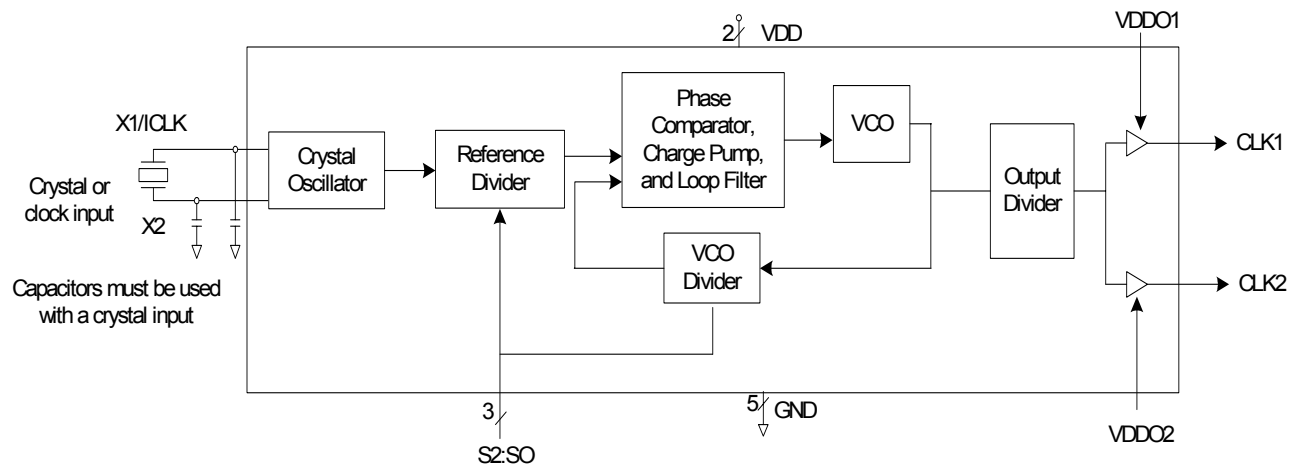 VDDO1
2
VDD
X1/ICLK
Crystal or
clock input
X2
Capacitors must be used
with a crystal input
Crystal
Oscillator
Reference
Divider
Phase
Comparator,
Charge Pump,
and Loop Filter
VCO
VCO
Divider
Output
Divider
CLK1
CLK2
3
S2:SO
5
GND
VDDO2